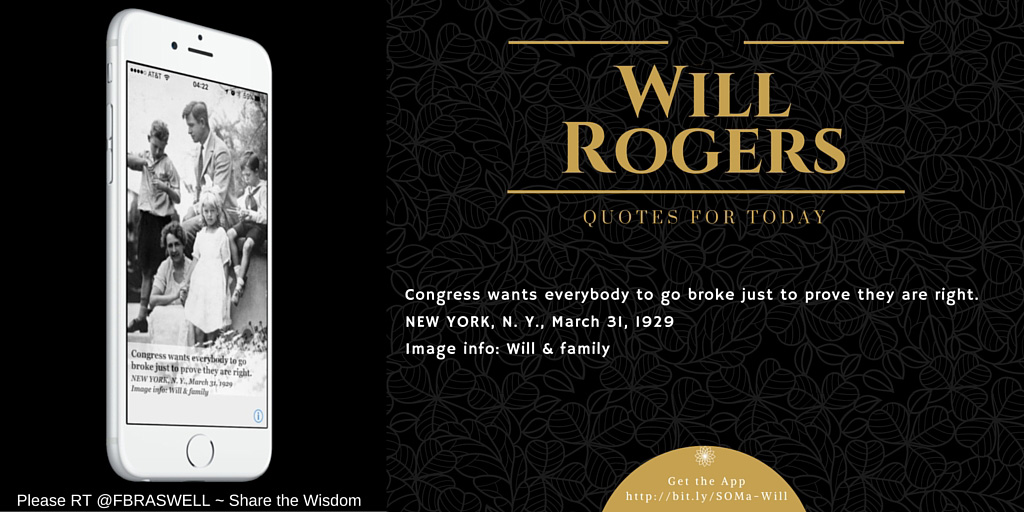 AT&T
04:22
Congress wants everybody to go
broke just to prove they are right.
NEW YORK, N. Y., March 31, 1929
Image info: Will & family
Please RT @FBRASWELL ~ Share the Wisdom
WILL
ROGERS
QUOTES FOR TODAY
Congress wants everybody to go broke just to prove they are right.
NEW YORK, N. Y., March 31, 1929
Image info: Will & family
Get the App
http://bit.ly/SOMa-Will